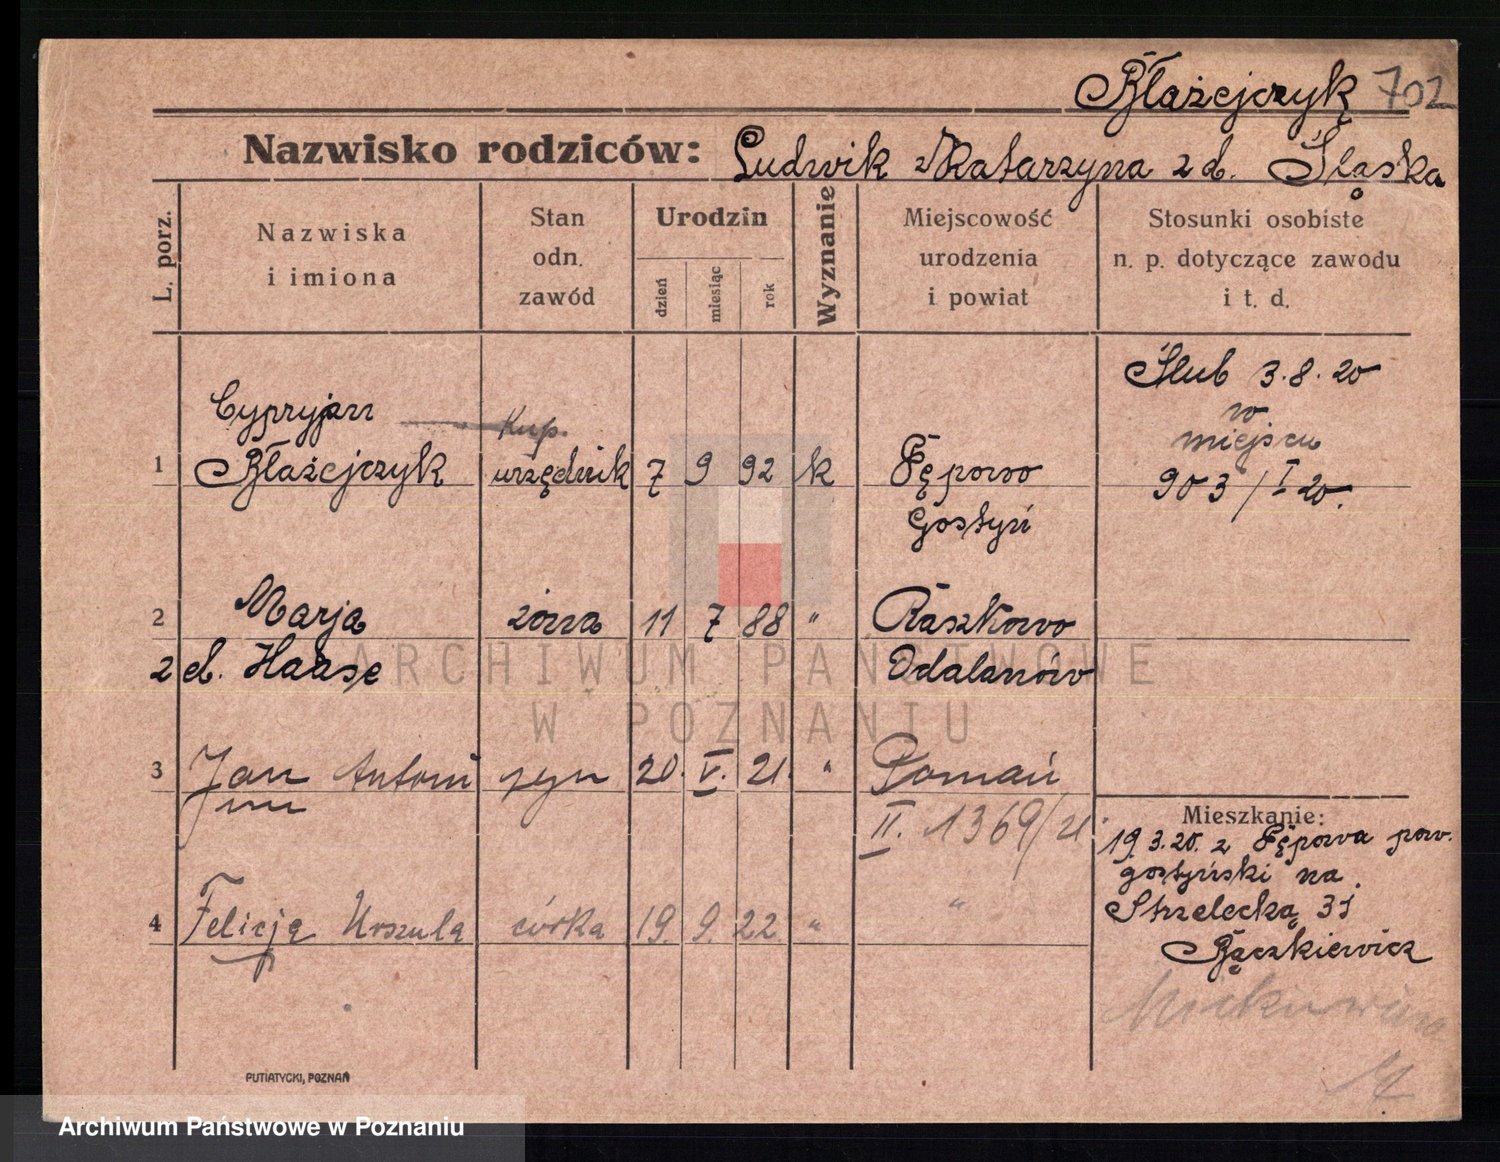 Błażejczyk 702
Nazwisko rodziców: Ludwik i Katarzyna z d. Śląska
L. porz.
Nazwiska
i imiona
Stan
odn.
zawód
Urodzin
dzień
miesiąc
rok
Wyznanie
Miejscowość
urodzenia
i powiat
Stosunki osobiste
n. p. dotyczące zawodu
i t. d.
Ślub 3.8.20
w
miejscu
903/I 20.
Cypryjan kup.
1 Błażejczyk urzędnik 7 9 92 k Pępowo
Gostyń
2 Marja żona 11 7 88 " Raszkowo
z d. Haase Odalanów
3 Jan Antoni syn 20. V. 21. " Poznań
II. 1369/21.
4 Felicja Urszula córka 19. 9. 22 " "
Mieszkanie:
19.3.20. z Pępowa pow.
gostyński na
Strzelecką 31
Bączkiewicz
PUTIATYCKI, POZNAŃ
ARCHIWUM PAŃSTWOWE
W POZNANIU
Archiwum Państwowe w Poznaniu